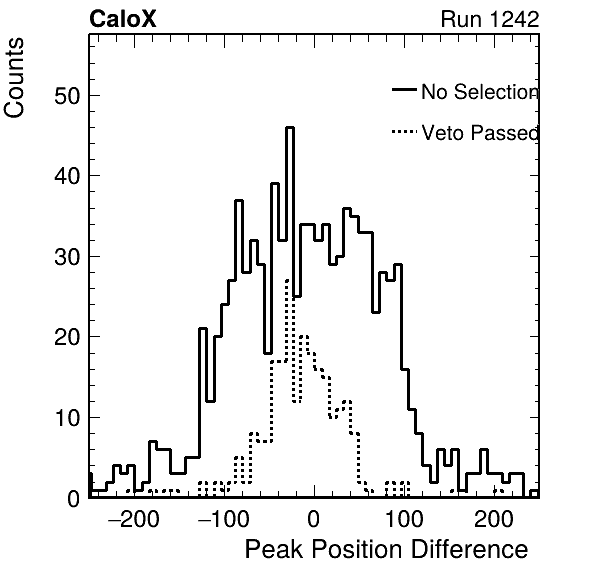 CaloX Run 1242
Counts
No Selection
Veto Passed
50
40
30
20
10
0
−200 −100 0 100 200
Peak Position Difference